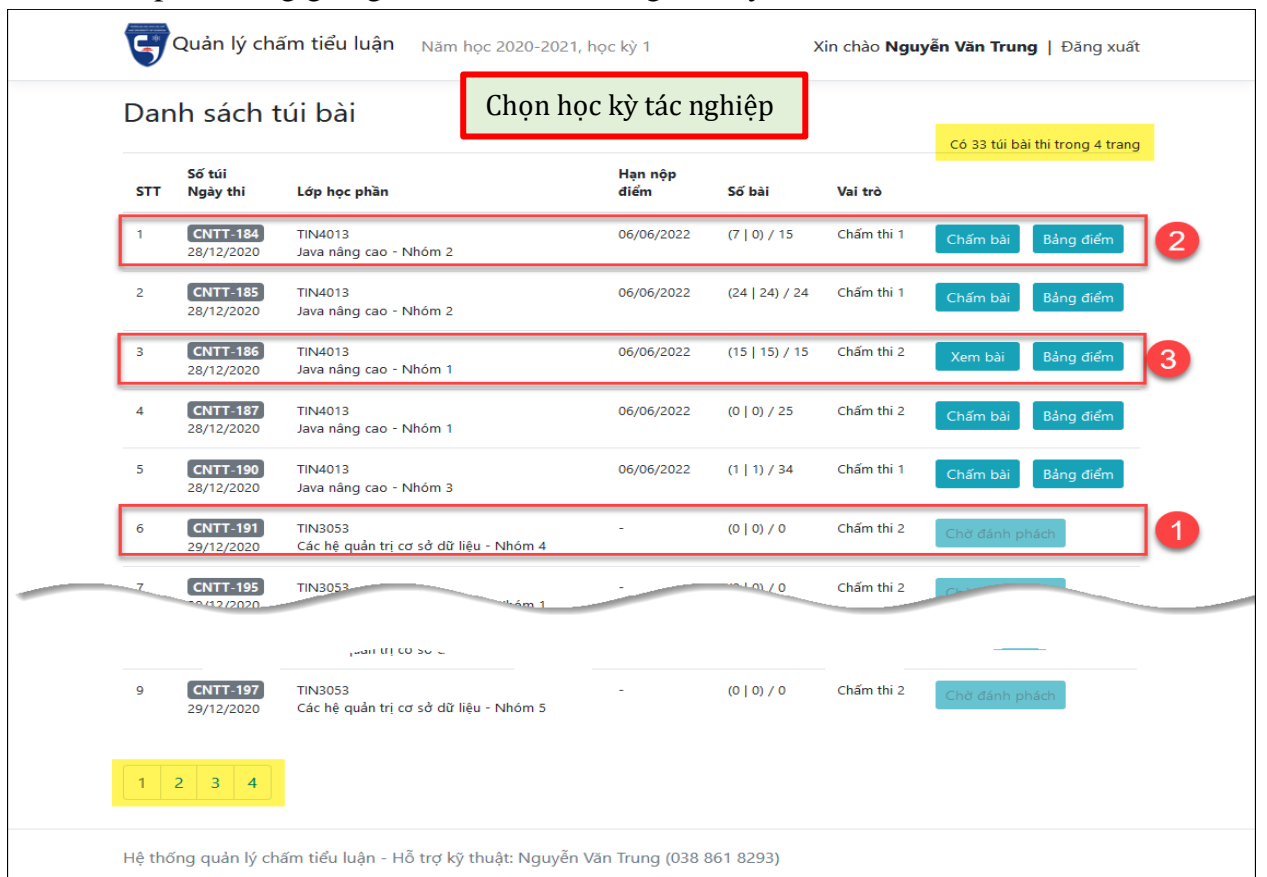 Quản lý chấm tiểu luận Năm học 2020-2021, học kỳ 1 Xin chào Nguyễn Văn Trung | Đăng xuất
Danh sách túi bài
Chọn học kỳ tác nghiệp
Có 33 túi bài thi trong 4 trang
STT Số túi Ngày thi Lớp học phần Hạn nộp điểm Số bài Vai trò
1 CNTT-184 TIN4013 06/06/2022 (7 | 0) / 15 Chấm thi 1 Chấm bài Bảng điểm 2
28/12/2020 Java nâng cao - Nhóm 2
2 CNTT-185 TIN4013 06/06/2022 (24 | 24) / 24 Chấm thi 1 Chấm bài Bảng điểm
28/12/2020 Java nâng cao - Nhóm 2
3 CNTT-186 TIN4013 06/06/2022 (15 | 15) / 15 Chấm thi 2 Xem bài Bảng điểm 3
28/12/2020 Java nâng cao - Nhóm 1
4 CNTT-187 TIN4013 06/06/2022 (0 | 0) / 25 Chấm thi 2 Chấm bài Bảng điểm
28/12/2020 Java nâng cao - Nhóm 1
5 CNTT-190 TIN4013 06/06/2022 (1 | 1) / 34 Chấm thi 1 Chấm bài Bảng điểm
28/12/2020 Java nâng cao - Nhóm 3
6 CNTT-191 TIN3053 - (0 | 0) / 0 Chấm thi 2 Chờ đánh phách 1
29/12/2020 Các hệ quản trị cơ sở dữ liệu - Nhóm 4
7 CNTT-195 TIN3053 - Chấm thi 2
9 CNTT-197 TIN3053 - (0 | 0) / 0 Chấm thi 2 Chờ đánh phách
29/12/2020 Các hệ quản trị cơ sở dữ liệu - Nhóm 5
1 2 3 4
Hệ thống quản lý chấm tiểu luận - Hỗ trợ kỹ thuật: Nguyễn Văn Trung (038 861 8293)